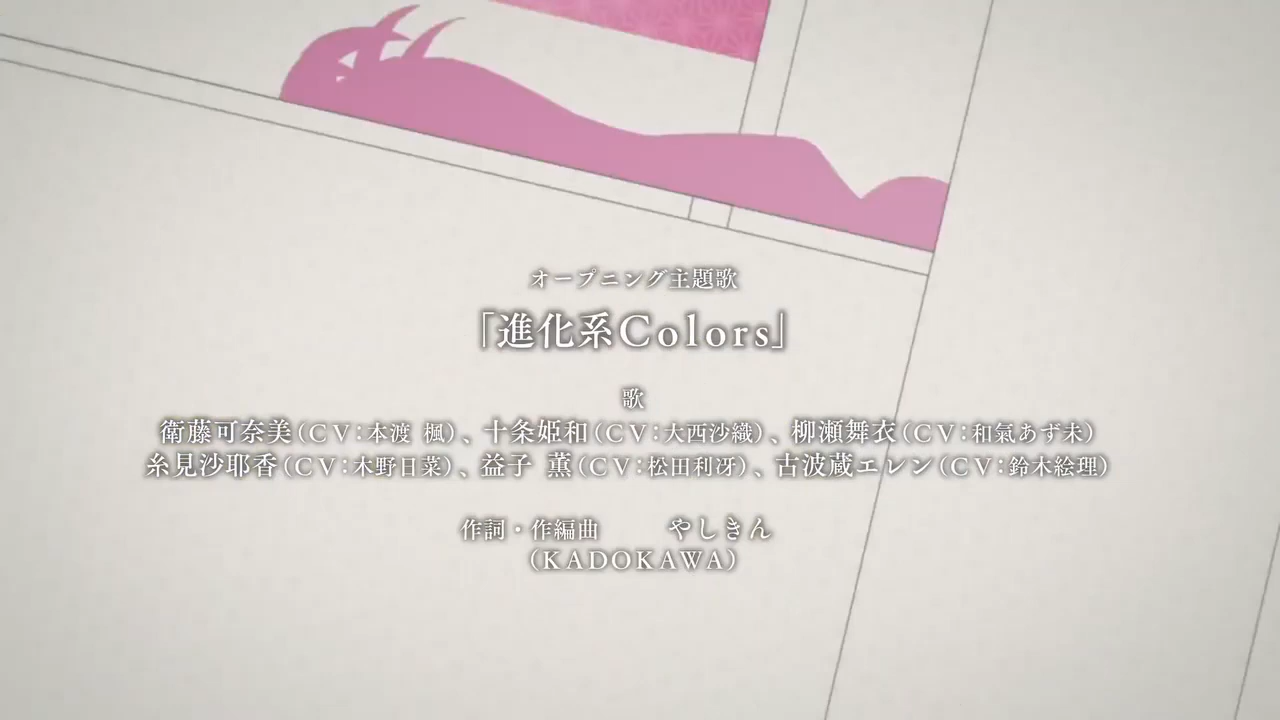 オープニング主題歌
「進化系Colors」
歌
衛藤可奈美（CV：本渡 楓）、十条姫和（CV：大西沙織）、柳瀬舞衣（CV：和氣あず未）
糸見沙耶香（CV：木野日菜）、益子 薫（CV：松田利冴）、古波蔵エレン（CV：鈴木絵理）
作詞・作編曲　　やしきん
（KADOKAWA）